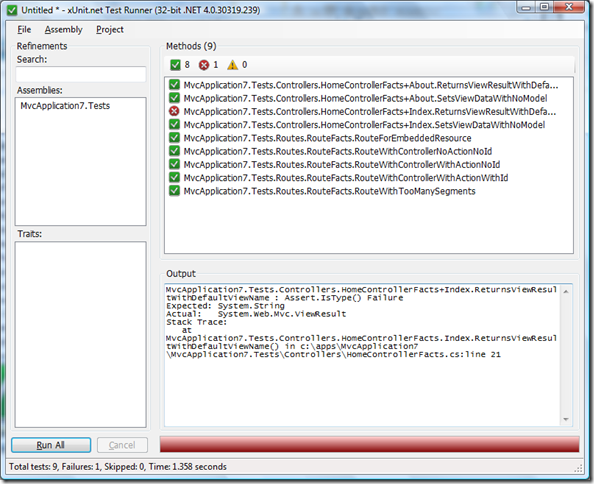 Untitled * - xUnit.net Test Runner (32-bit .NET 4.0.30319.239)
File Assembly Project
Refinements
Search:
Assemblies:
MvcApplication7.Tests
Traits:
Run All Cancel
Methods (9)
8 1 0
MvcApplication7.Tests.Controllers.HomeControllerFacts+About.ReturnsViewResultWithDefa...
MvcApplication7.Tests.Controllers.HomeControllerFacts+About.SetsViewDataWithNoModel
MvcApplication7.Tests.Controllers.HomeControllerFacts+Index.ReturnsViewResultWithDefa...
MvcApplication7.Tests.Controllers.HomeControllerFacts+Index.SetsViewDataWithNoModel
MvcApplication7.Tests.Routes.RouteFacts.RouteForEmbeddedResource
MvcApplication7.Tests.Routes.RouteFacts.RouteWithControllerNoActionNoId
MvcApplication7.Tests.Routes.RouteFacts.RouteWithControllerWithActionNoId
MvcApplication7.Tests.Routes.RouteFacts.RouteWithControllerWithActionWithId
MvcApplication7.Tests.Routes.RouteFacts.RouteWithTooManySegments
Output
MvcApplication7.Tests.Controllers.HomeControllerFacts+Index.ReturnsViewResul
tWithDefaultViewName : Assert.IsType() Failure
Expected: System.String
Actual: System.Web.Mvc.ViewResult
Stack Trace:
at
MvcApplication7.Tests.Controllers.HomeControllerFacts.Index.ReturnsViewResul
tWithDefaultViewName() in c:\apps\MvcApplication7
\MvcApplication7.Tests\Controllers\HomeControllerFacts.cs:line 21
Total tests: 9, Failures: 1, Skipped: 0, Time: 1.358 seconds